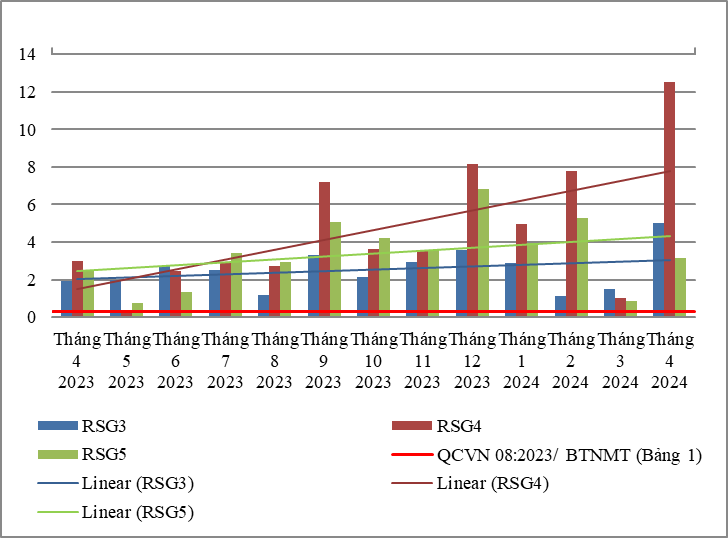 14
12
10
8
6
4
2
0
Tháng Tháng Tháng Tháng Tháng Tháng Tháng Tháng Tháng Tháng Tháng Tháng Tháng
4 5 6 7 8 9 10 11 12 1 2 3 4
2023 2023 2023 2023 2023 2023 2023 2023 2023 2024 2024 2024 2024
RSG3 RSG4
RSG5 QCVN 08:2023/ BTNMT (Bảng 1)
Linear (RSG3) Linear (RSG4)
Linear (RSG5)